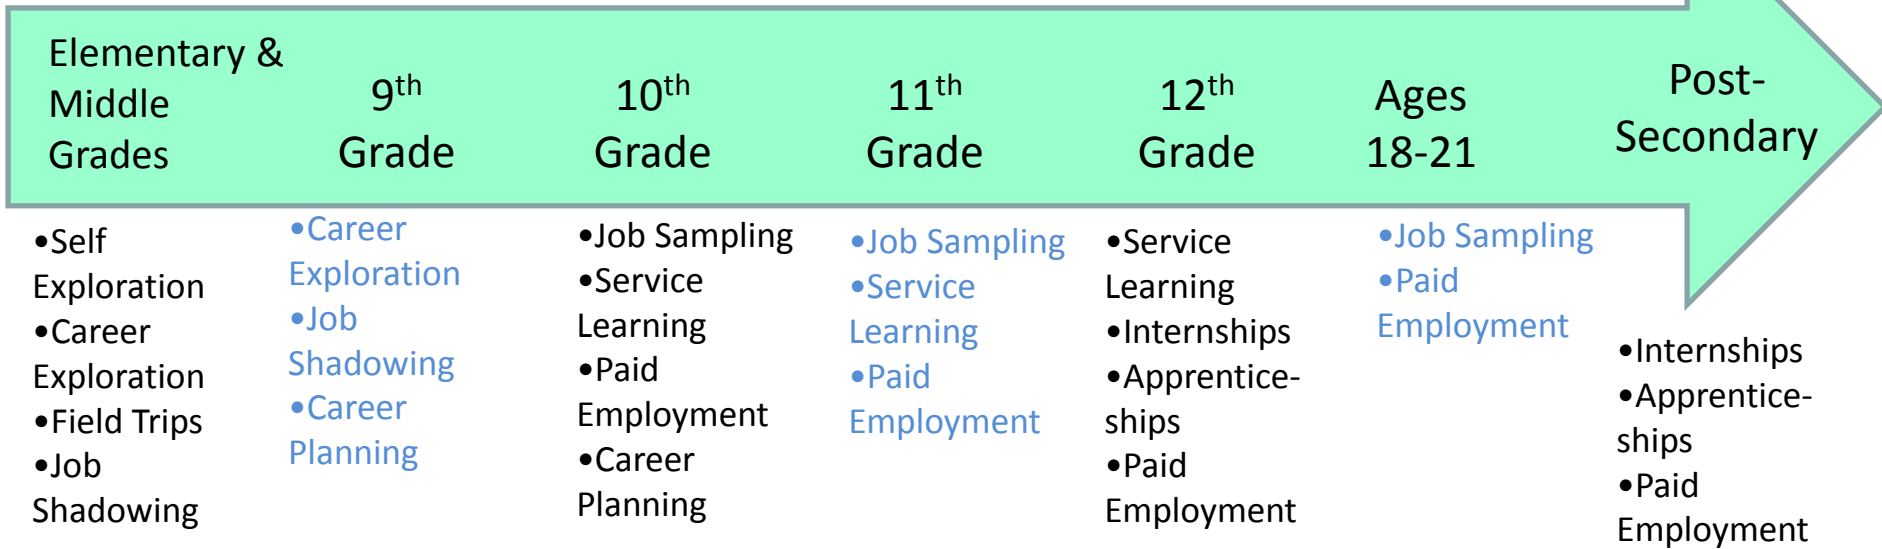 Elementary &
Middle
Grades
9th
Grade
10th
Grade
11th
Grade
12th
Grade
Ages
18-21
Post-
Secondary
•Self
Exploration
•Career
Exploration
•Field Trips
•Job
Shadowing
•Career
Exploration
•Job
Shadowing
•Career
Planning
•Job Sampling
•Service
Learning
•Paid
Employment
•Career
Planning
•Job Sampling
•Service
Learning
•Paid
Employment
•Service
Learning
•Internships
•Apprentice-
ships
•Paid
Employment
•Job Sampling
•Paid
Employment
•Internships
•Apprentice-
ships
•Paid
Employment